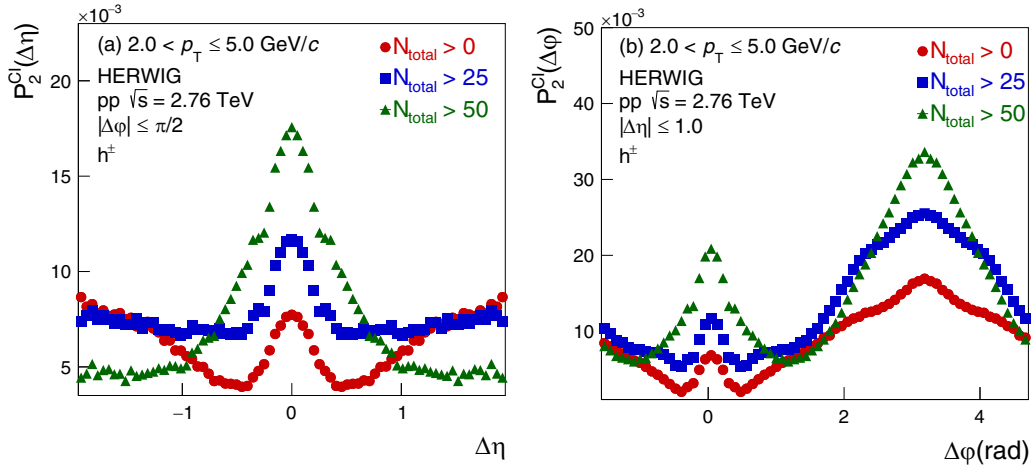 ×10⁻³
P₂^CI(Δη)
20
15
10
5
(a) 2.0 < p_T ≤ 5.0 GeV/c
HERWIG
pp √s = 2.76 TeV
|Δφ| ≤ π/2
h±
N_total > 0
N_total > 25
N_total > 50
−1
0
1
Δη
×10⁻³
P₂^CI(Δφ)
50
40
30
20
10
(b) 2.0 < p_T ≤ 5.0 GeV/c
HERWIG
pp √s = 2.76 TeV
|Δη| ≤ 1.0
h±
N_total > 0
N_total > 25
N_total > 50
0
2
4
Δφ(rad)